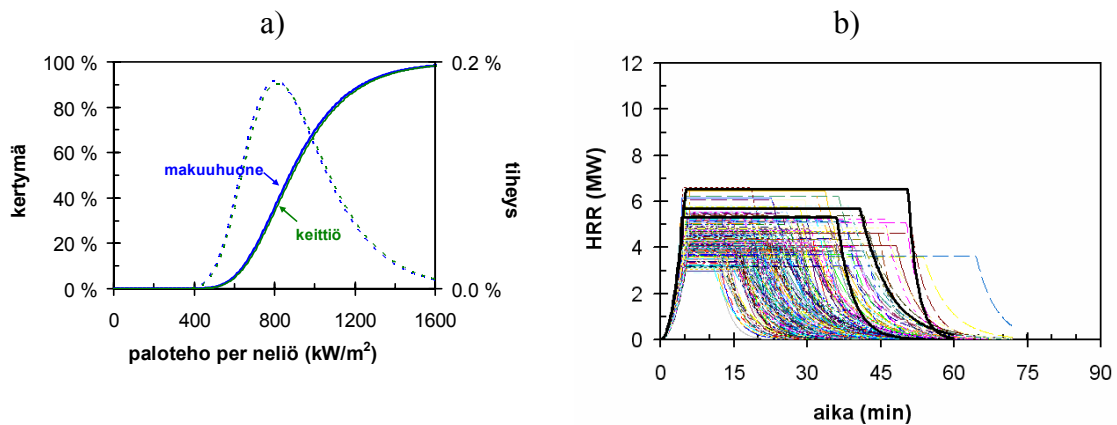 a)
100 %
80 %
60 %
40 %
20 %
0 %
kertymä
0.2 %
0.0 %
tiheys
makuuhuone
keittiö
0 400 800 1200 1600
paloteho per neliö (kW/m²)
b)
12
10
8
6
4
2
0
HRR (MW)
0 15 30 45 60 75 90
aika (min)